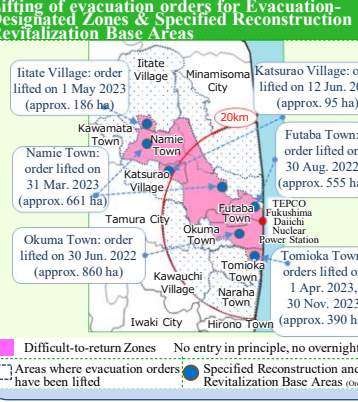 Lifting of evacuation orders for Evacuation-
Designated Zones & Specified Reconstruction
Revitalization Base Areas
Iitate Village: order
lifted on 1 May 2023
(approx. 186 ha)
Iitate
Village
Minamisoma
City
Katsurao Village: o
lifted on 12 Jun. 20
(approx. 95 ha)
20km
Kawamata
Town
Namie
Town
Namie Town:
order lifted on
31 Mar. 2023
(approx. 661 ha)
Katsurao
Village
Futaba Town:
order lifted on
30 Aug. 2022
(approx. 555 ha)
Tamura City
Futaba
Town
TEPCO
Fukushima
Daiichi
Nuclear
Power Station
Okuma
Town
Okuma Town: order
lifted on 30 Jun. 2022
(approx. 860 ha)
Tomioka
Town
Tomioka Town
orders lifted on
1 Apr. 2023,
30 Nov. 2023
(approx. 390 ha
Kawauchi
Village
Naraha
Town
Iwaki City
Hirono Town
Difficult-to-return Zones No entry in principle, no overnight
Areas where evacuation orders
have been lifted
Specified Reconstruction and
Revitalization Base Areas